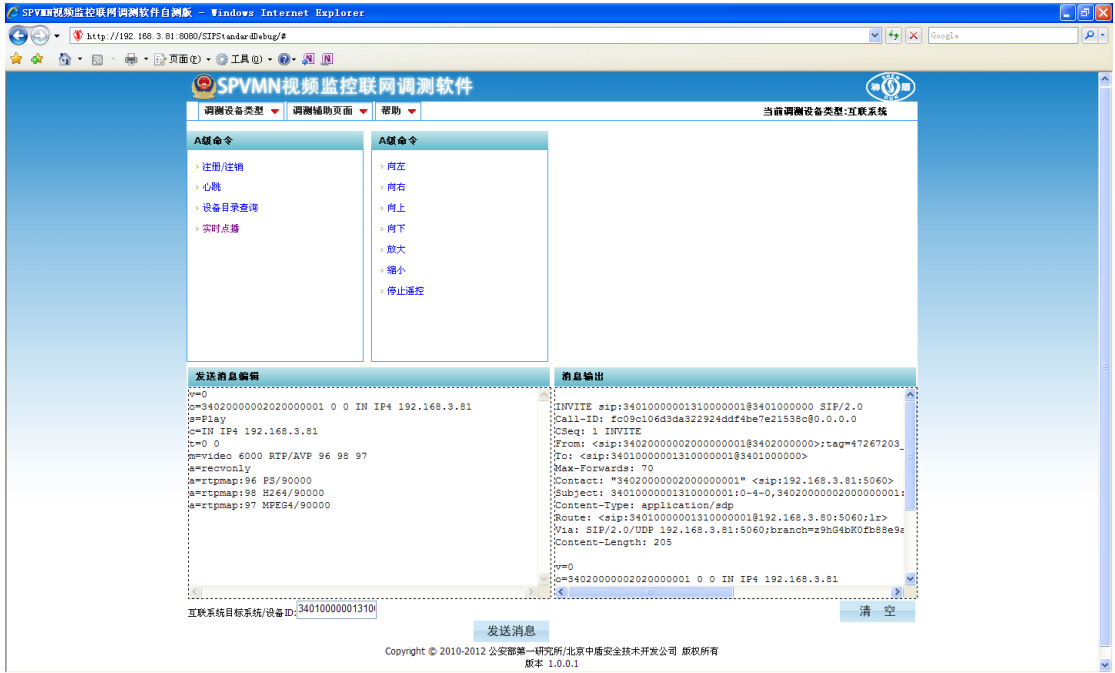 SPVMN视频监控联网调测软件自测版 - Windows Internet Explorer
http://192.168.3.81:8080/SIPStandardDebug/#
Google
页面(P) 工具(O)
SPVMN视频监控联网调测软件
调测设备类型 调测辅助页面 帮助 当前调测设备类型:互联系统
A级命令
注册/注销
心跳
设备目录查询
实时点播
A级命令
向左
向右
向上
向下
放大
缩小
停止遥控
发送消息编辑
v=0
o=34020000002020000001 0 0 IN IP4 192.168.3.81
s=Play
c=IN IP4 192.168.3.81
t=0 0
m=video 6000 RTP/AVP 96 98 97
a=recvonly
a=rtpmap:96 PS/90000
a=rtpmap:98 H264/90000
a=rtpmap:97 MPEG4/90000
消息输出
INVITE sip:34010000001310000001@3401000000 SIP/2.0
Call-ID: fc09c106d3da322924ddf4be7e21538c@0.0.0.0
CSeq: 1 INVITE
From: <sip:34020000002000000001@3402000000>;tag=47267203_
To: <sip:34010000001310000001@3401000000>
Max-Forwards: 70
Contact: "34020000002000000001" <sip:192.168.3.81:5060>
Subject: 34010000001310000001:0-4-0,34020000002000000001:
Content-Type: application/sdp
Route: <sip:34010000001310000001@192.168.3.80:5060;lr>
Via: SIP/2.0/UDP 192.168.3.81:5060;branch=z9hG4bK0fb88e9a
Content-Length: 205
v=0
o=34020000002020000001 0 0 IN IP4 192.168.3.81
互联系统目标系统/设备ID: 340100000013100
清 空
发送消息
Copyright © 2010-2012 公安部第一研究所/北京中盾安全技术开发公司 版权所有
版本 1.0.0.1